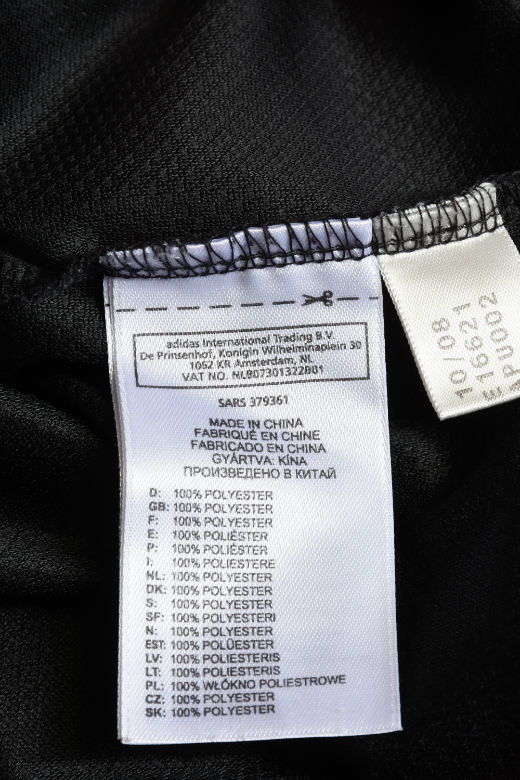 adidas International Trading B.V.
De Prinsenhof, Konigin Wilhelminaplein 30
1062 KR Amsterdam, NL
VAT NO. NLB07301322B01
SARS 379361
MADE IN CHINA
FABRIQUÉ EN CHINE
FABRICADO EN CHINA
GYÁRTVA: KÍNA
ПРОИЗВЕДЕНО В КИТАЙ
D: 100% POLYESTER
GB: 100% POLYESTER
F: 100% POLYESTER
E: 100% POLIÉSTER
P: 100% POLIÉSTER
I: 100% POLIESTERE
NL: 100% POLYESTER
DK: 100% POLYESTER
S: 100% POLYESTER
SF: 100% POLYESTERI
N: 100% POLYESTER
EST: 100% POLÜESTER
LV: 100% POLIESTERIS
LT: 100% POLIESTERIS
PL: 100% WŁÓKNO POLIESTROWE
CZ: 100% POLYESTER
SK: 100% POLYESTER
10/08
16621
APU002